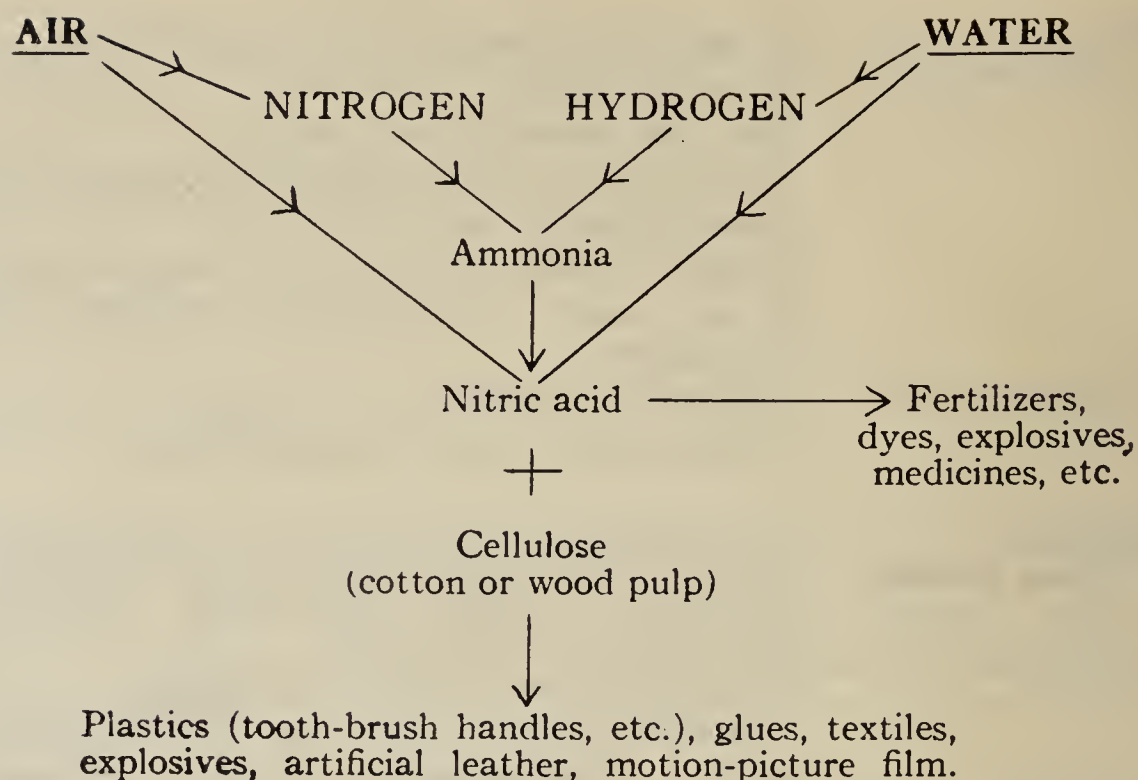 AIR WATER
NITROGEN HYDROGEN
Ammonia
Nitric acid Fertilizers,
dyes, explosives,
medicines, etc.
+
Cellulose
(cotton or wood pulp)
Plastics (tooth-brush handles, etc.), glues, textiles,
explosives, artificial leather, motion-picture film.